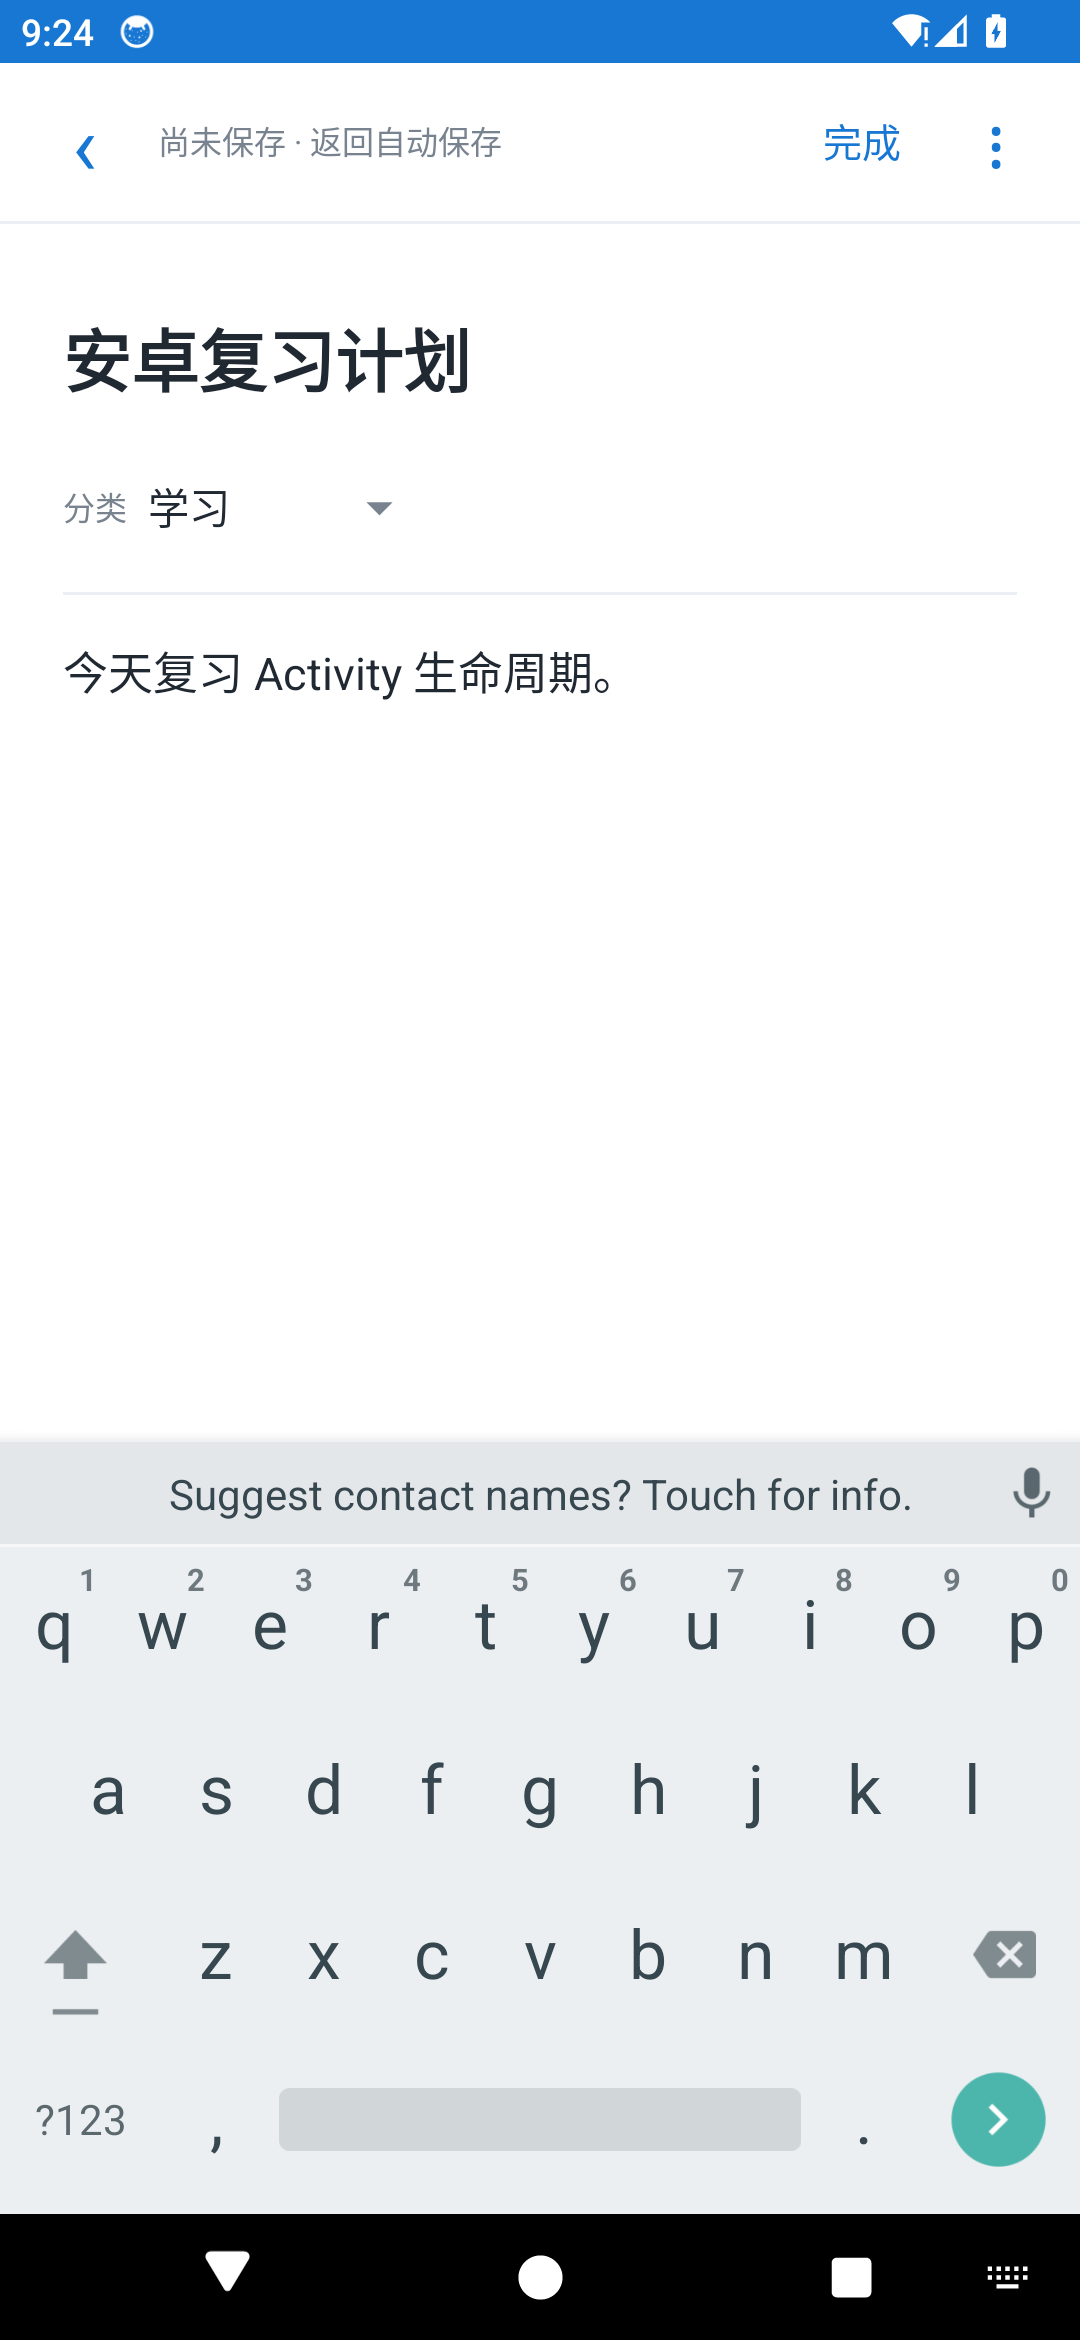 9:24
尚未保存 · 返回自动保存
完成
安卓复习计划
分类 学习
今天复习 Activity 生命周期。
Suggest contact names? Touch for info.
1 2 3 4 5 6 7 8 9 0
q w e r t y u i o p
a s d f g h j k l
z x c v b n m
?123 , .